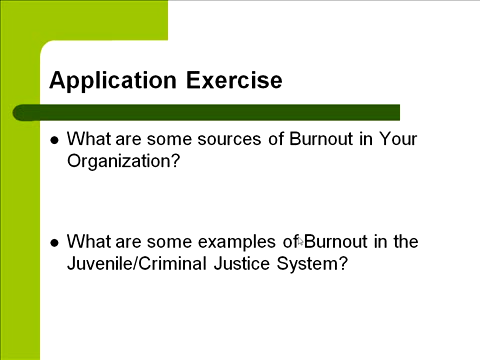 Application Exercise
What are some sources of Burnout in Your
Organization?
What are some examples of Burnout in the
Juvenile/Criminal Justice System?